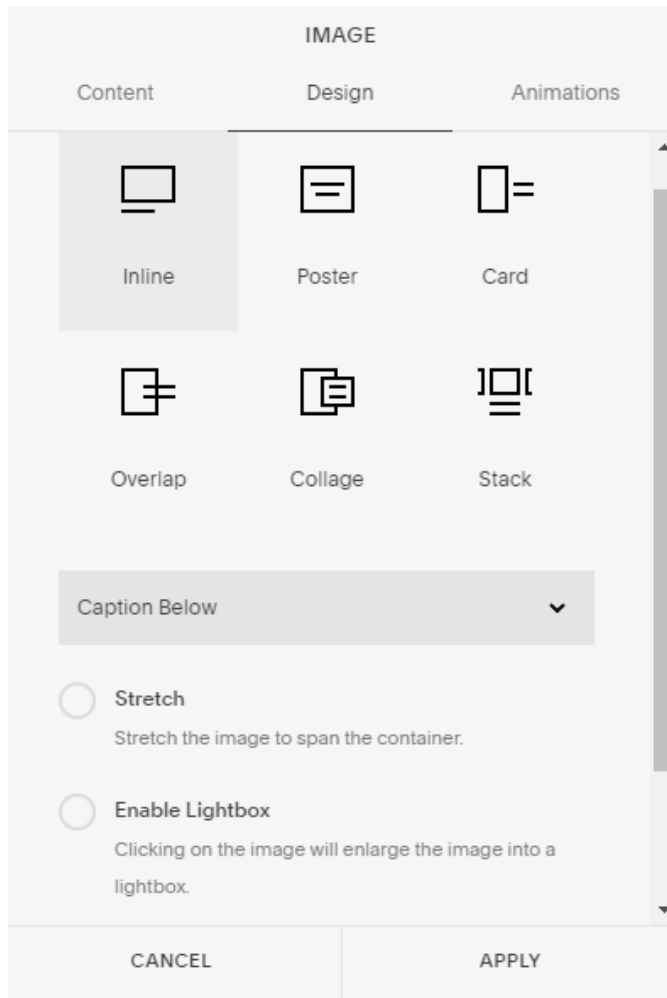 IMAGE
Content Design Animations
Inline Poster Card
Overlap Collage Stack
Caption Below
Stretch
Stretch the image to span the container.
Enable Lightbox
Clicking on the image will enlarge the image into a
lightbox.
CANCEL APPLY